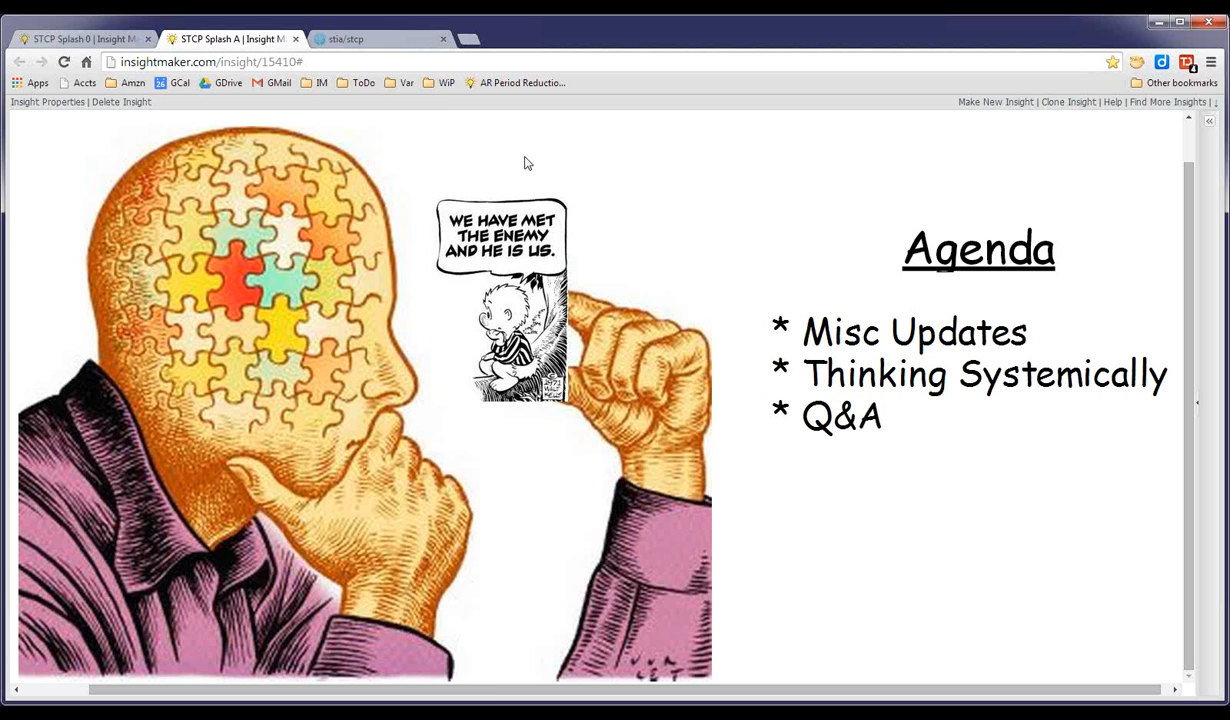 STCP Splash 0 | Insight M
STCP Splash A | Insight M
stia/stcp
insightmaker.com/insight/15410#
Apps
Accts
Amzn
26
GCal
GDrive
GMail
IM
ToDo
Var
WiP
AR Period Reductio...
Other bookmarks
Insight Properties | Delete Insight
Make New Insight | Clone Insight | Help | Find More Insights |
WE HAVE MET
THE ENEMY
AND HE IS US.
Agenda
* Misc Updates
* Thinking Systemically
* Q&A